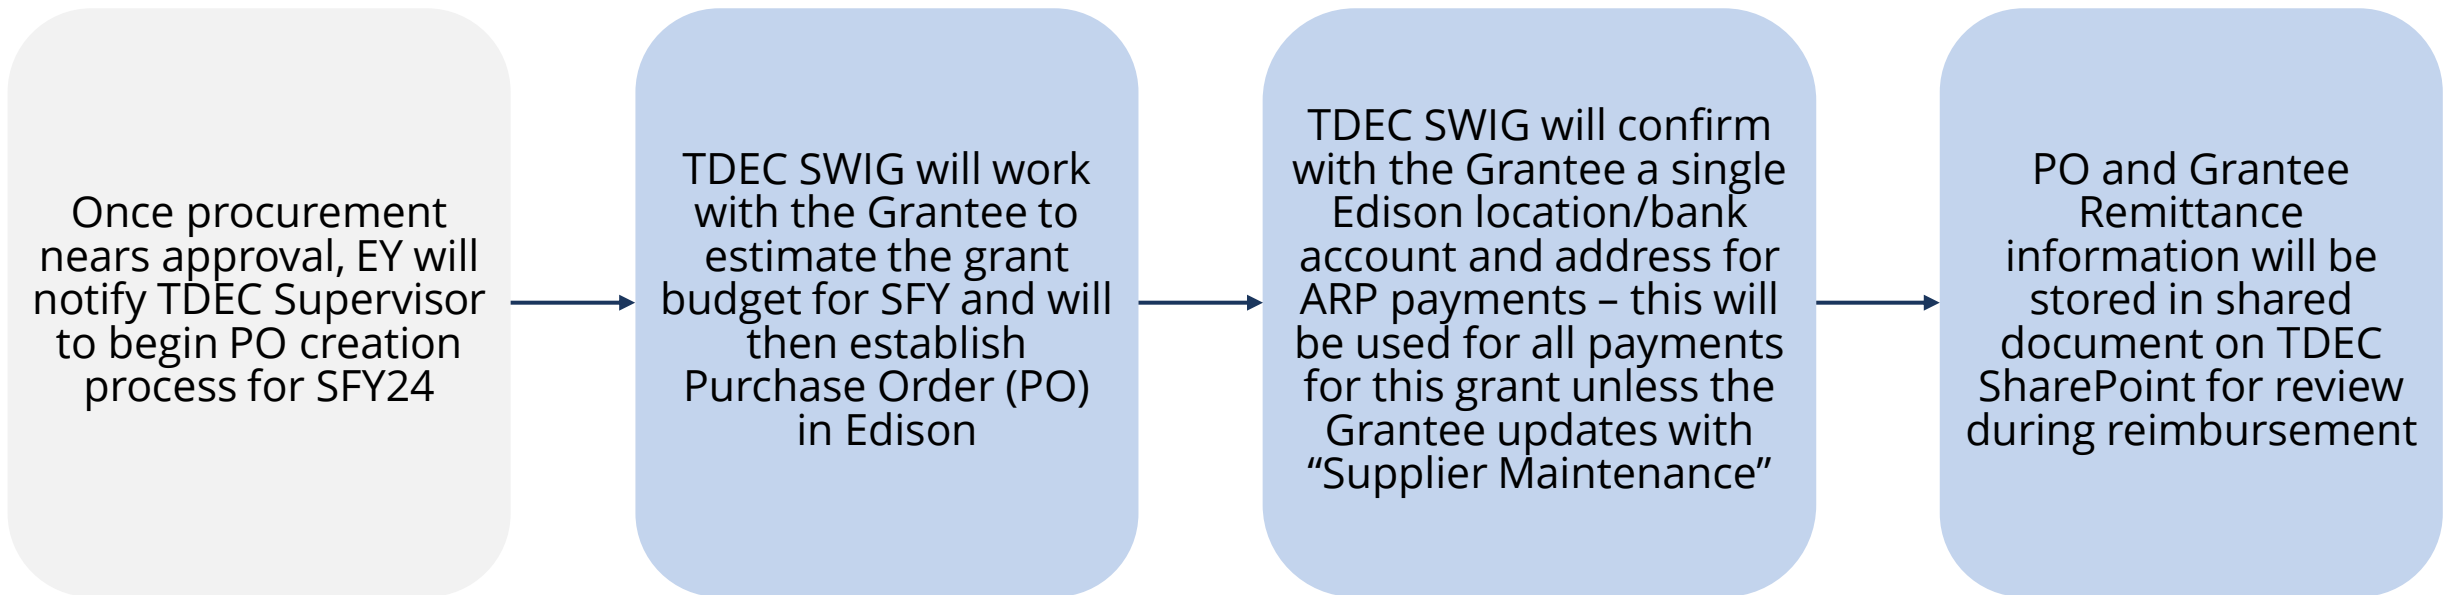 Once procurement
nears approval, EY will
notify TDEC Supervisor
to begin PO creation
process for SFY24
TDEC SWIG will work
with the Grantee to
estimate the grant
budget for SFY and will
then establish
Purchase Order (PO)
in Edison
TDEC SWIG will confirm
with the Grantee a single
Edison location/bank
account and address for
ARP payments – this will
be used for all payments
for this grant unless the
Grantee updates with
“Supplier Maintenance”
PO and Grantee
Remittance
information will be
stored in shared
document on TDEC
SharePoint for review
during reimbursement